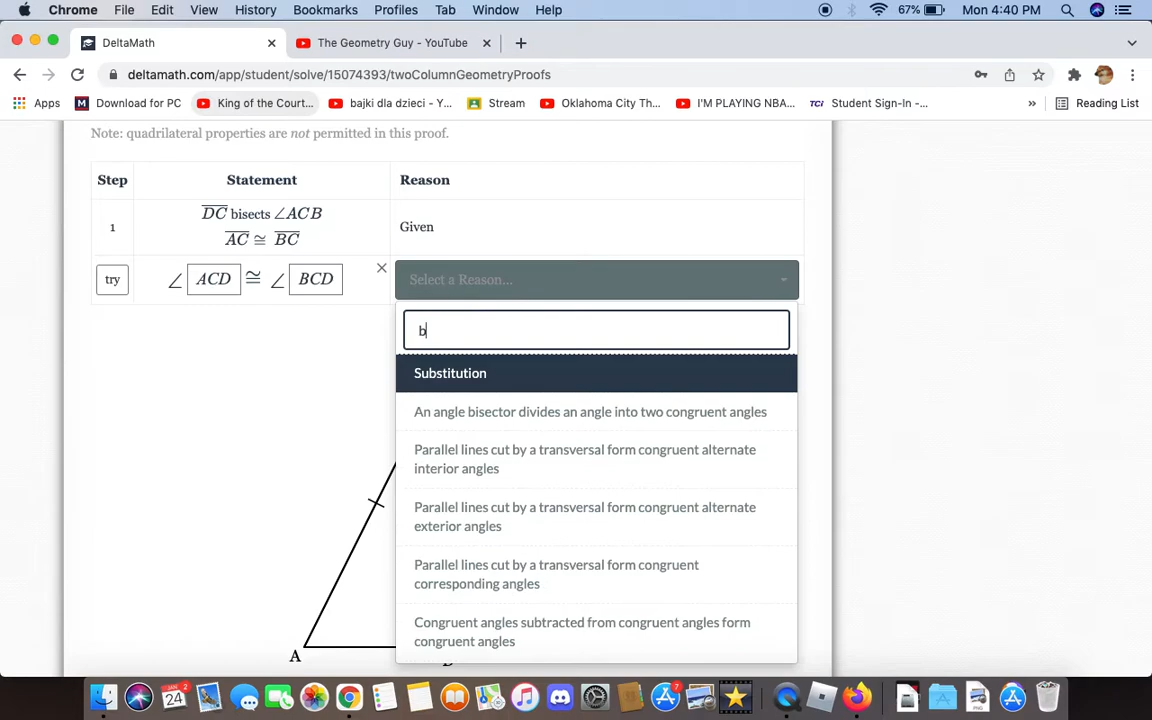 Chrome File Edit View History Bookmarks Profiles Tab Window Help 67% Mon 4:40 PM
DeltaMath The Geometry Guy - YouTube
deltamath.com/app/student/solve/15074393/twoColumnGeometryProofs
Apps Download for PC King of the Court... bajki dla dzieci - Y... Stream Oklahoma City Th... I'M PLAYING NBA... TCi Student Sign-In -... » Reading List
Note: quadrilateral properties are not permitted in this proof.
Step Statement Reason
1 DC bisects ∠ACB Given
AC ≅ BC
try ∠ ACD ≅ ∠ BCD Select a Reason...
b
Substitution
An angle bisector divides an angle into two congruent angles
Parallel lines cut by a transversal form congruent alternate
interior angles
Parallel lines cut by a transversal form congruent alternate
exterior angles
Parallel lines cut by a transversal form congruent
corresponding angles
Congruent angles subtracted from congruent angles form
congruent angles
A
JAN 2
24
7